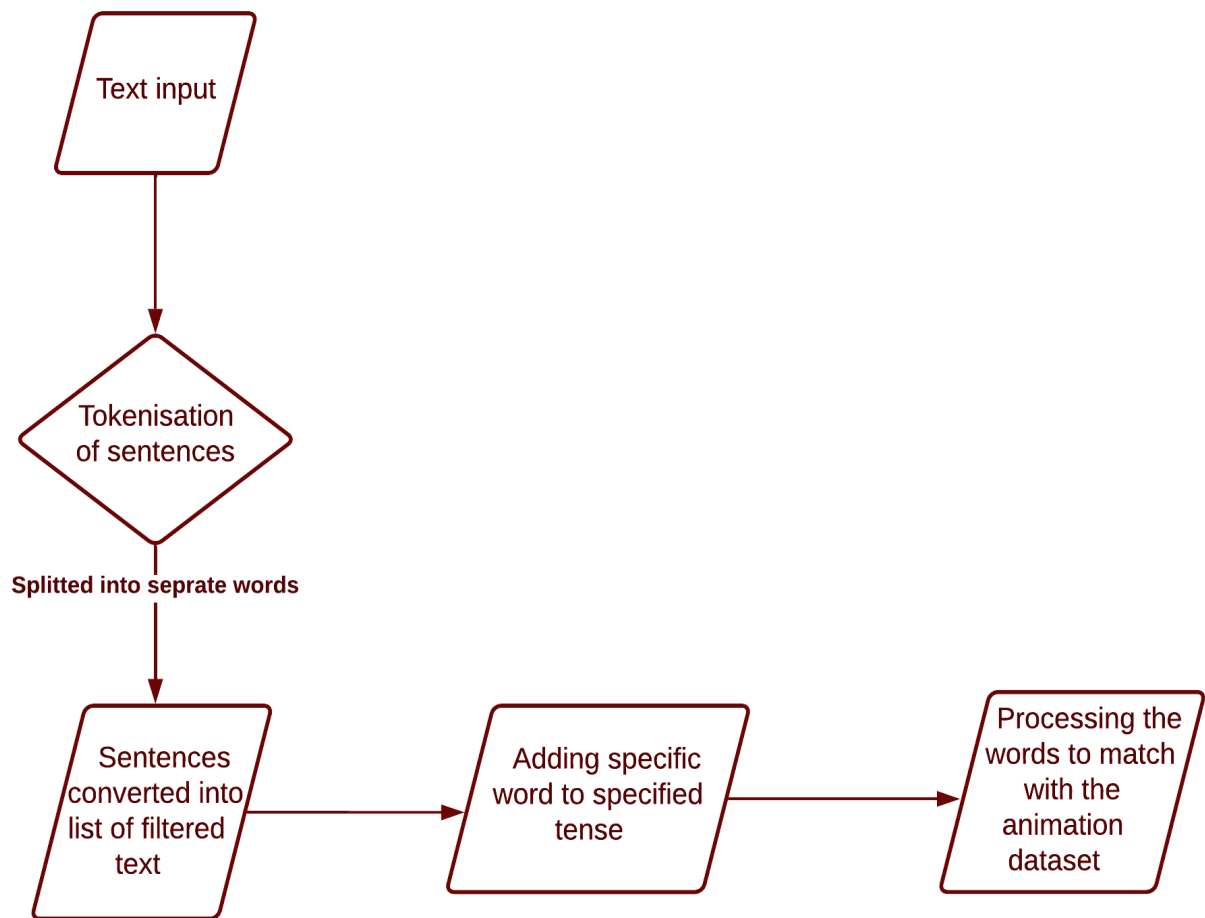 Text input
Tokenisation
of sentences
Splitted into seprate words
Sentences
converted into
list of filtered
text
Adding specific
word to specified
tense
Processing the
words to match
with the
animation
dataset